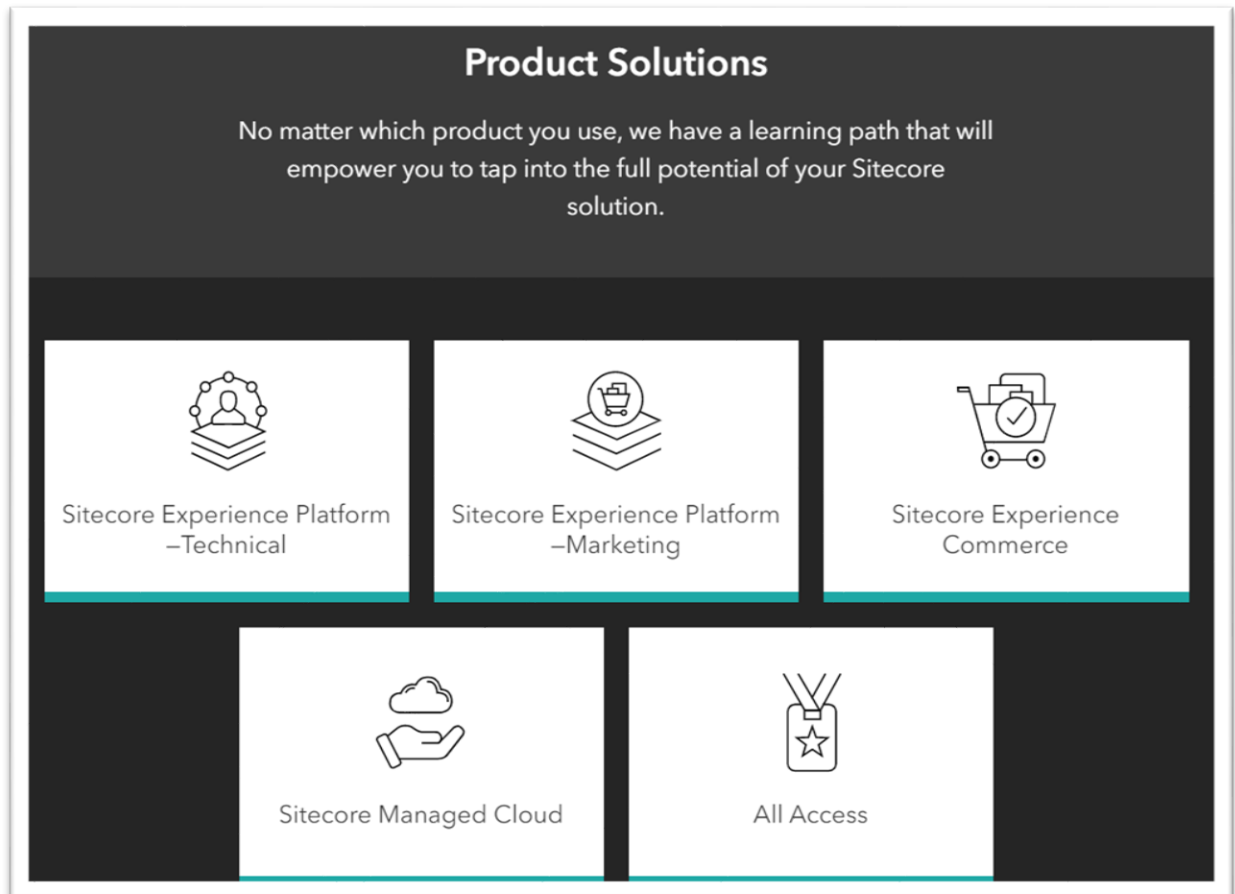 Product Solutions
No matter which product you use, we have a learning path that will
empower you to tap into the full potential of your Sitecore
solution.
Sitecore Experience Platform
—Technical
Sitecore Experience Platform
—Marketing
Sitecore Experience
Commerce
Sitecore Managed Cloud
All Access